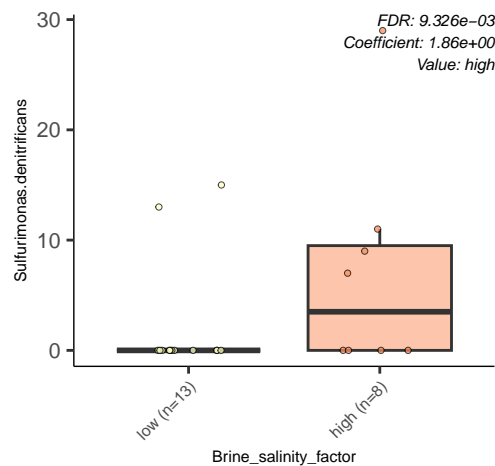 FDR: 9.326e−03
Coefficient: 1.86e+00
Value: high
30
20
10
0
Sulfurimonas.denitrificans
low (n=13)
high (n=8)
Brine_salinity_factor